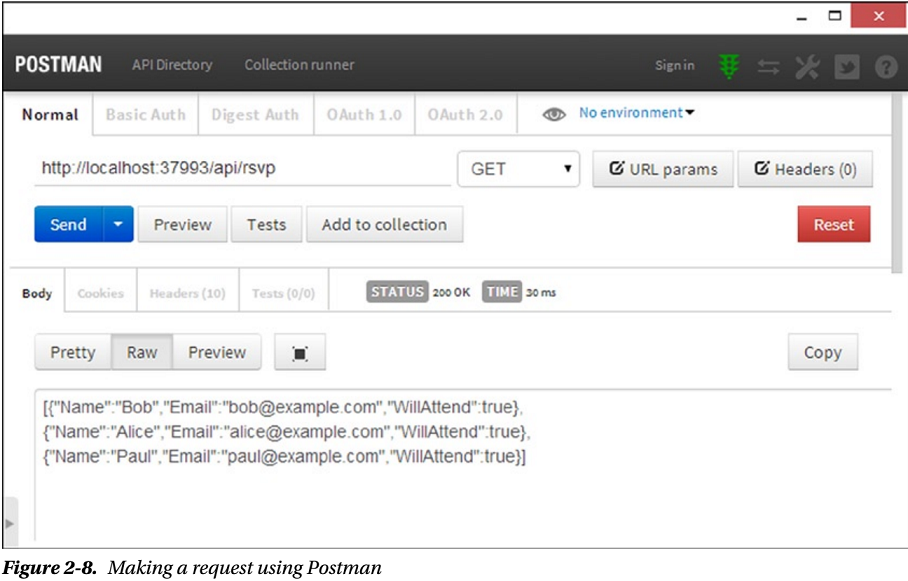 POSTMAN API Directory Collection runner Sign in
Normal Basic Auth Digest Auth OAuth 1.0 OAuth 2.0 No environment
http://localhost:37993/api/rsvp GET URL params Headers (0)
Send Preview Tests Add to collection Reset
Body Cookies Headers (10) Tests (0/0) STATUS 200 OK TIME 30 ms
Pretty Raw Preview Copy
[{"Name":"Bob","Email":"bob@example.com","WillAttend":true},
{"Name":"Alice","Email":"alice@example.com","WillAttend":true},
{"Name":"Paul","Email":"paul@example.com","WillAttend":true}]
Figure 2-8. Making a request using Postman